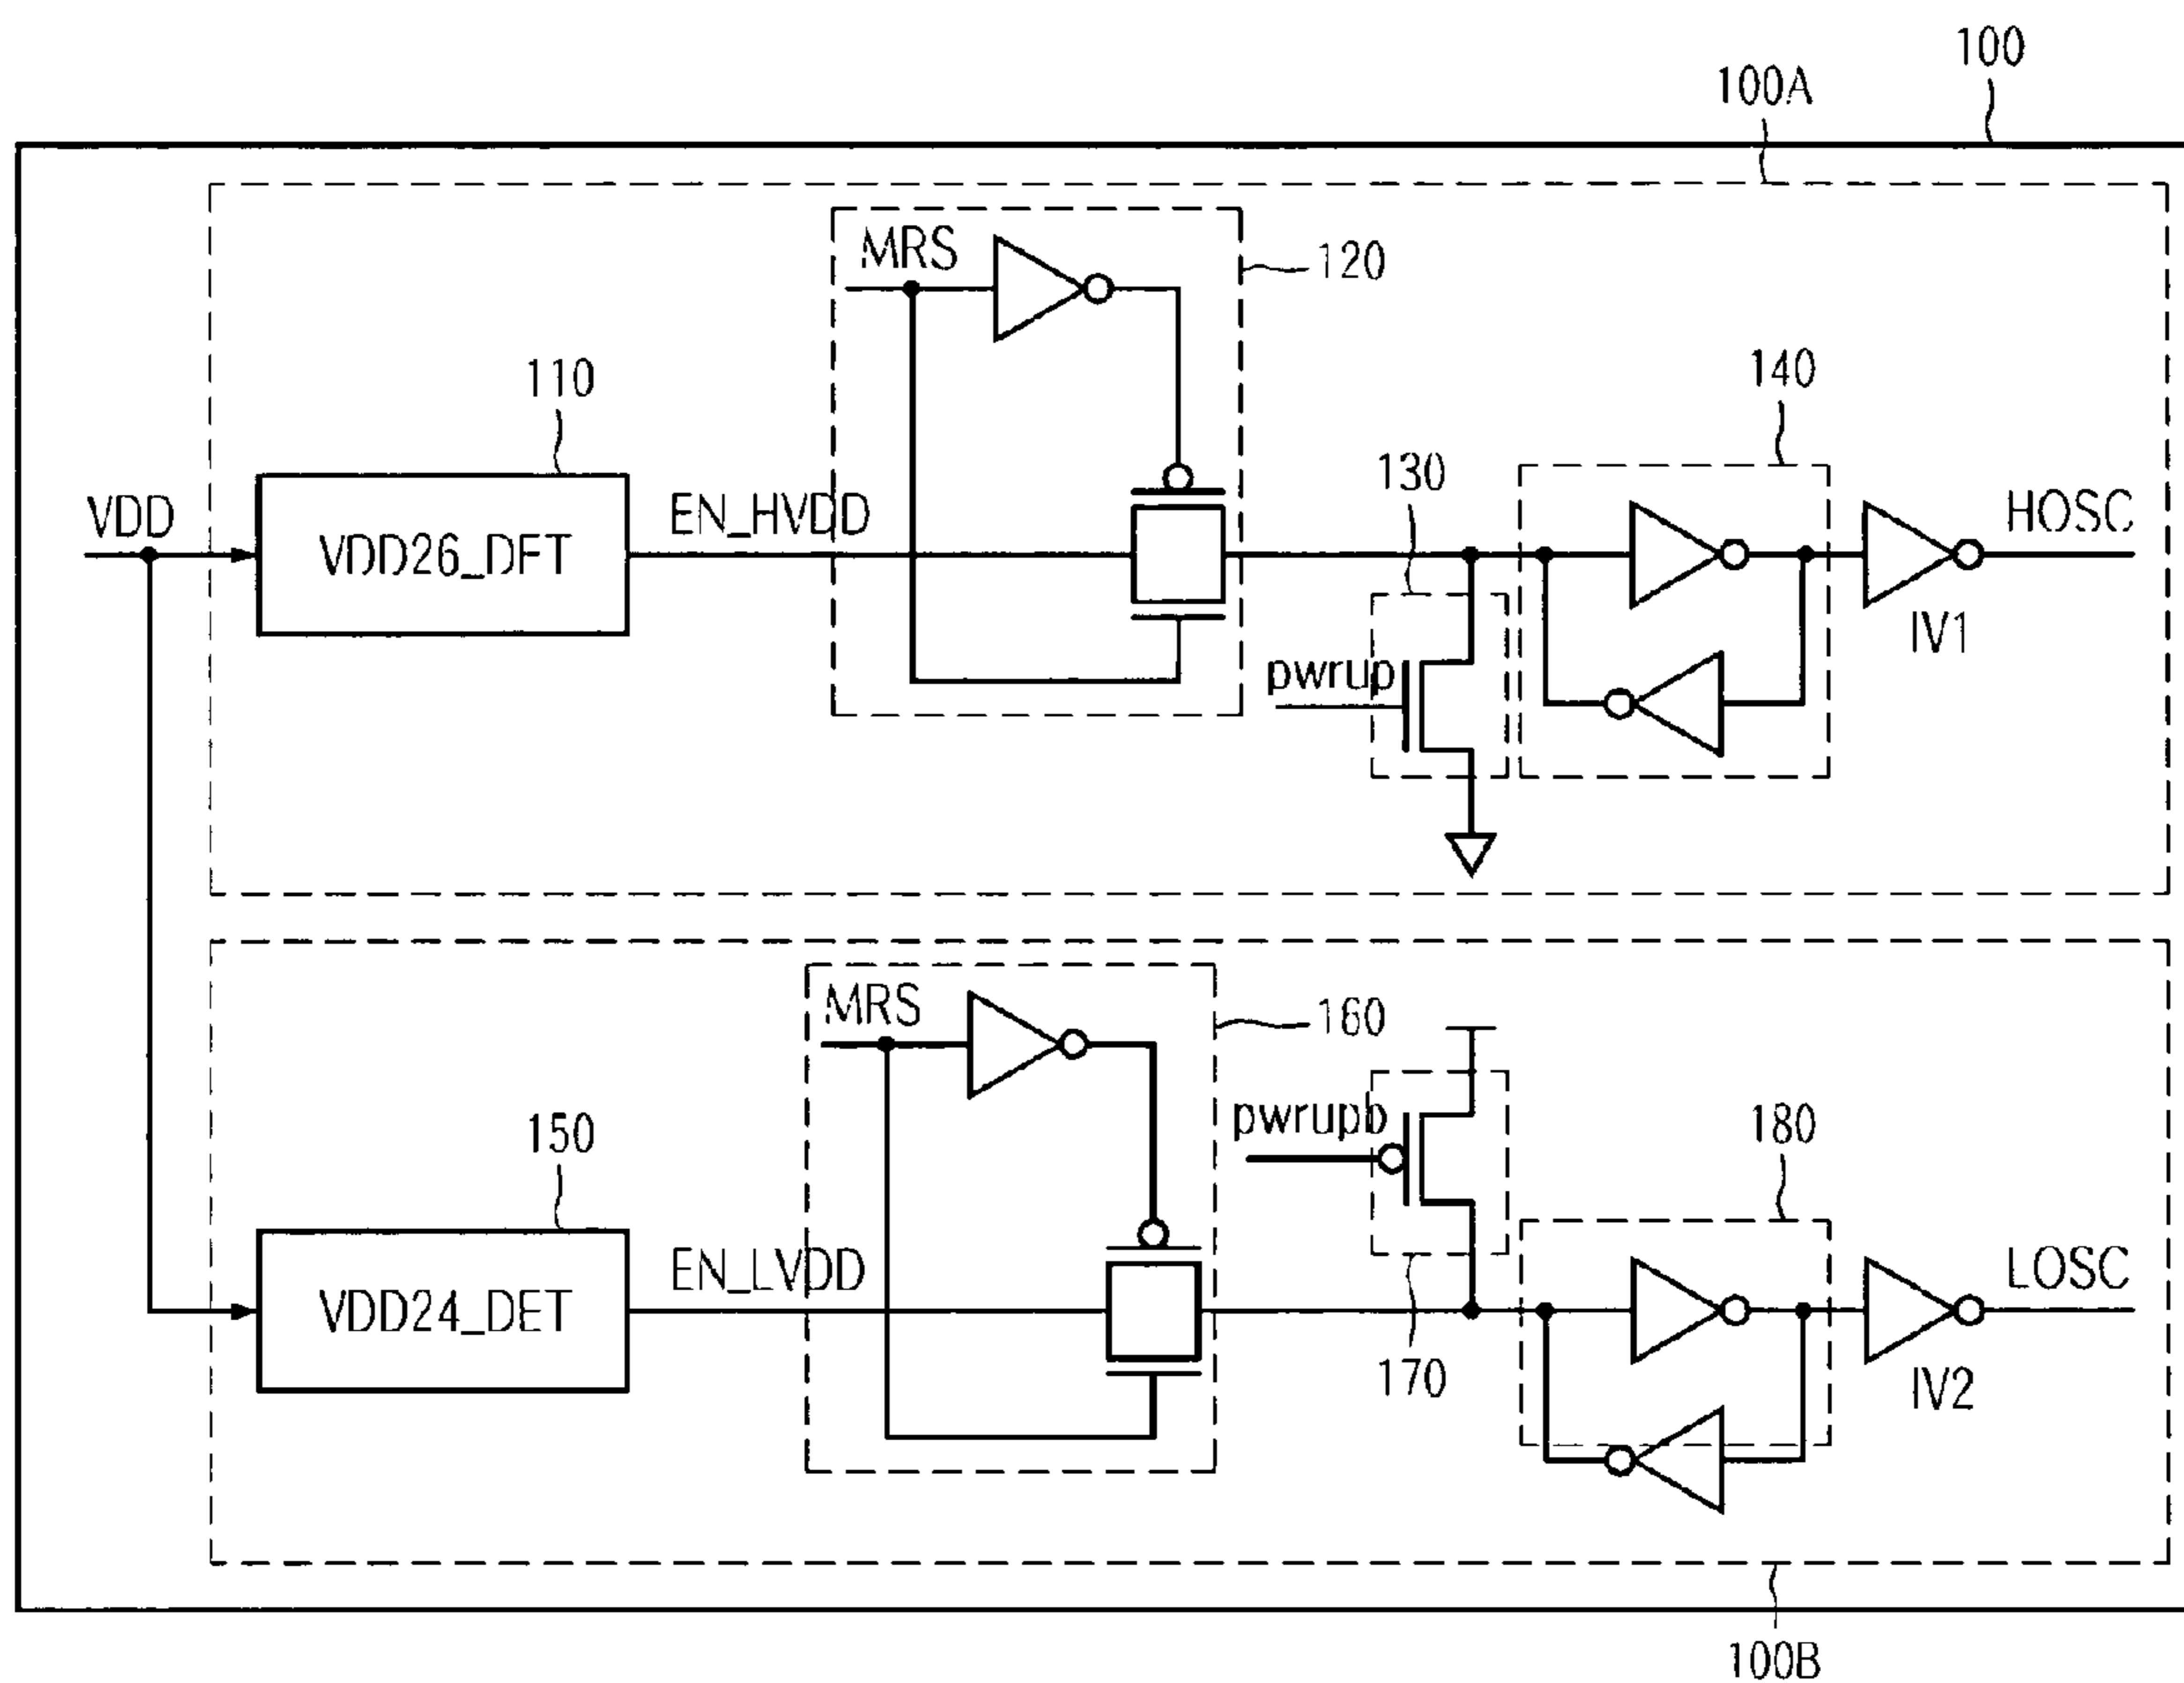 100
100A
MRS
120
110
140
130
VDD
VDD26_DFT
EN_HVDD
HOSC
IV1
pwrup
MRS
160
pwrupb
150
180
VDD24_DET
EN_LVDD
LOSC
170
IV2
100B